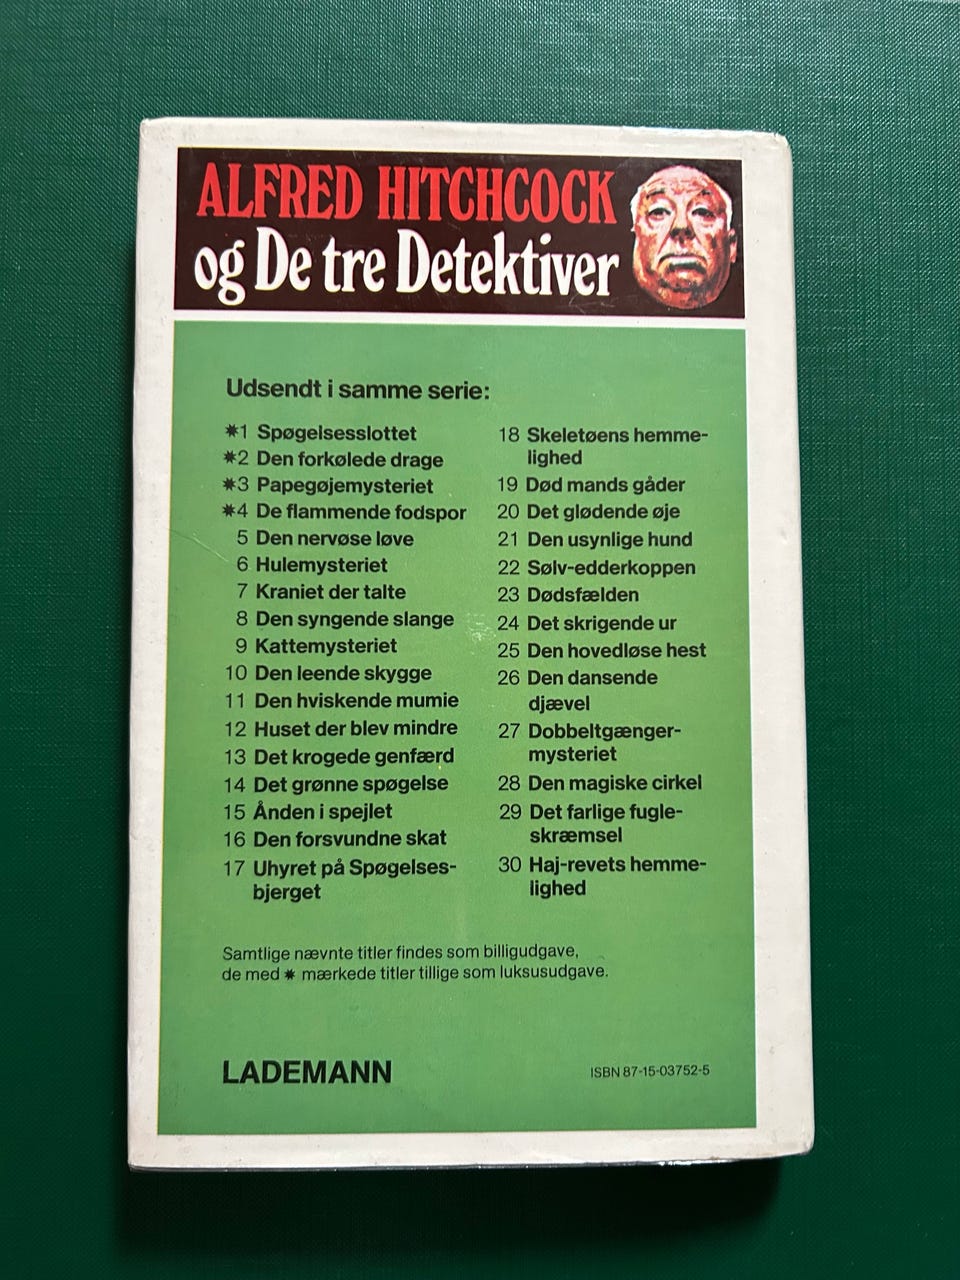 ALFRED HITCHCOCK
og De tre Detektiver
Udsendt i samme serie:
✷1 Spøgelsesslottet
✷2 Den forkølede drage
✷3 Papegøjemysteriet
✷4 De flammende fodspor
5 Den nervøse løve
6 Hulemysteriet
7 Kraniet der talte
8 Den syngende slange
9 Kattemysteriet
10 Den leende skygge
11 Den hviskende mumie
12 Huset der blev mindre
13 Det krogede genfærd
14 Det grønne spøgelse
15 Ånden i spejlet
16 Den forsvundne skat
17 Uhyret på Spøgelses-
bjerget
18 Skeletøens hemme-
lighed
19 Død mands gåder
20 Det glødende øje
21 Den usynlige hund
22 Sølv-edderkoppen
23 Dødsfælden
24 Det skrigende ur
25 Den hovedløse hest
26 Den dansende
djævel
27 Dobbeltgænger-
mysteriet
28 Den magiske cirkel
29 Det farlige fugle-
skræmsel
30 Haj-revets hemme-
lighed
Samtlige nævnte titler findes som billigudgave,
de med ✷ mærkede titler tillige som luksusudgave.
LADEMANN
ISBN 87-15-03752-5